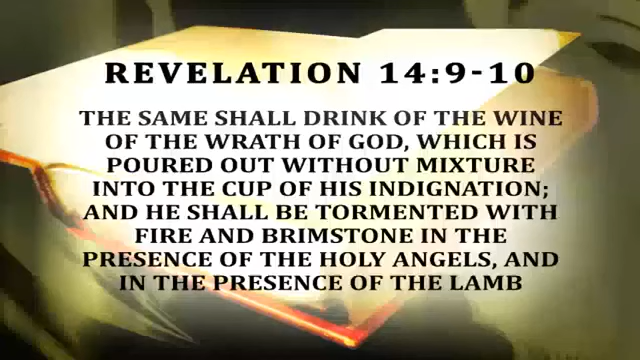 REVELATION 14:9-10
THE SAME SHALL DRINK OF THE WINE
OF THE WRATH OF GOD, WHICH IS
POURED OUT WITHOUT MIXTURE
INTO THE CUP OF HIS INDIGNATION;
AND HE SHALL BE TORMENTED WITH
FIRE AND BRIMSTONE IN THE
PRESENCE OF THE HOLY ANGELS, AND
IN THE PRESENCE OF THE LAMB